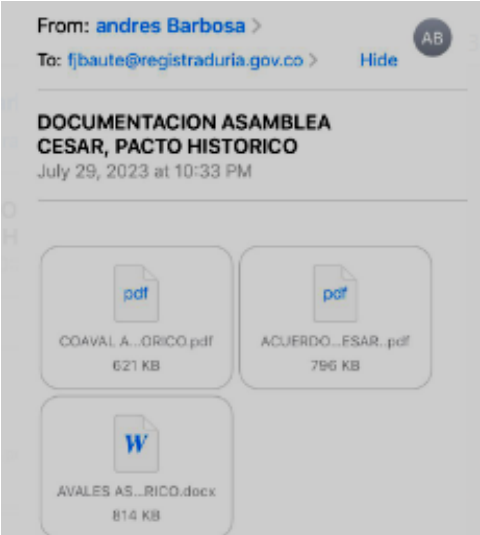 From: andres Barbosa >
AB
To: fjbaute@registraduria.gov.co > Hide
DOCUMENTACION ASAMBLEA
CESAR, PACTO HISTORICO
July 29, 2023 at 10:33 PM
pdf pdf
COAVAL A...ORICO.pdf ACUERDO...ESAR..pdf
621 KB 796 KB
W
AVALES AS...RICO.docx
814 KB